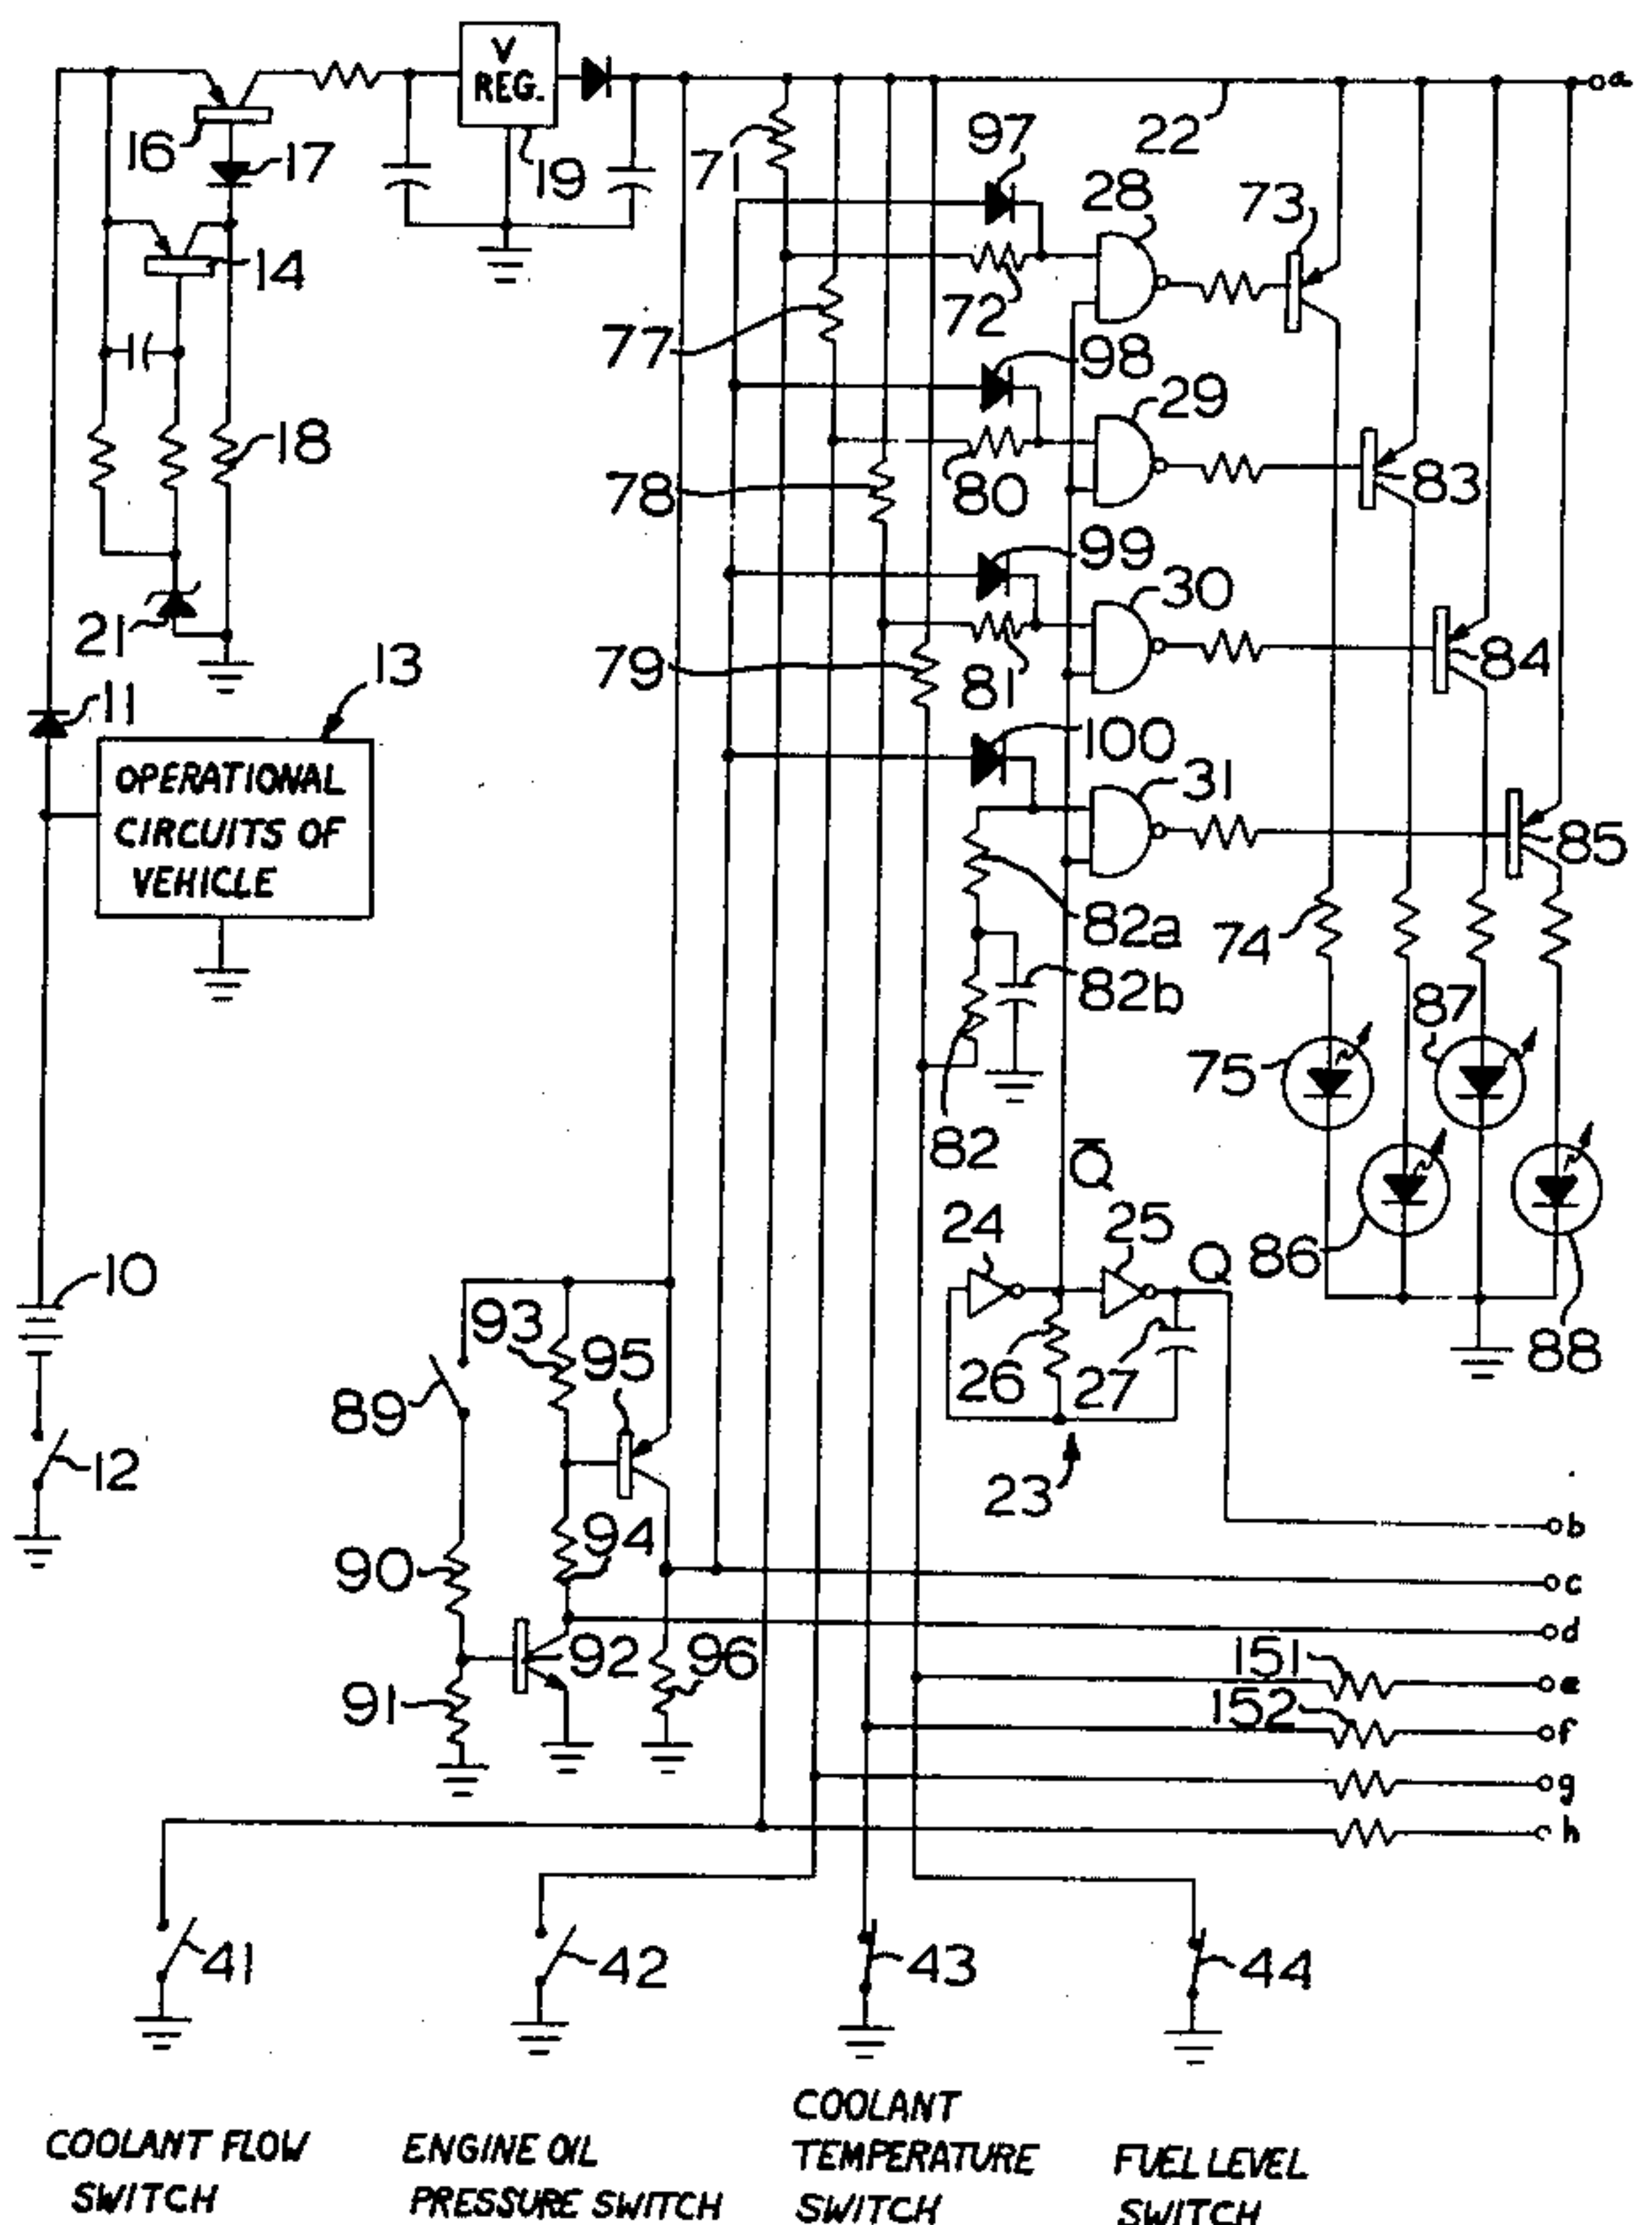 V
REG.
a
16
17
19
7
97
22
28
73
14
77
72
98
29
18
78
80
83
99
30
21
79
81
84
13
11
100
31
OPERATIONAL
CIRCUITS OF
VEHICLE
85
82a
74
82b
87
75
82
Q̄
24
25
Q
86
10
88
93
95
26
27
89
12
23
94
b
90
c
92
96
d
151
e
91
152
f
g
h
41
42
43
44
COOLANT FLOW
SWITCH
ENGINE OIL
PRESSURE SWITCH
COOLANT
TEMPERATURE
SWITCH
FUEL LEVEL
SWITCH